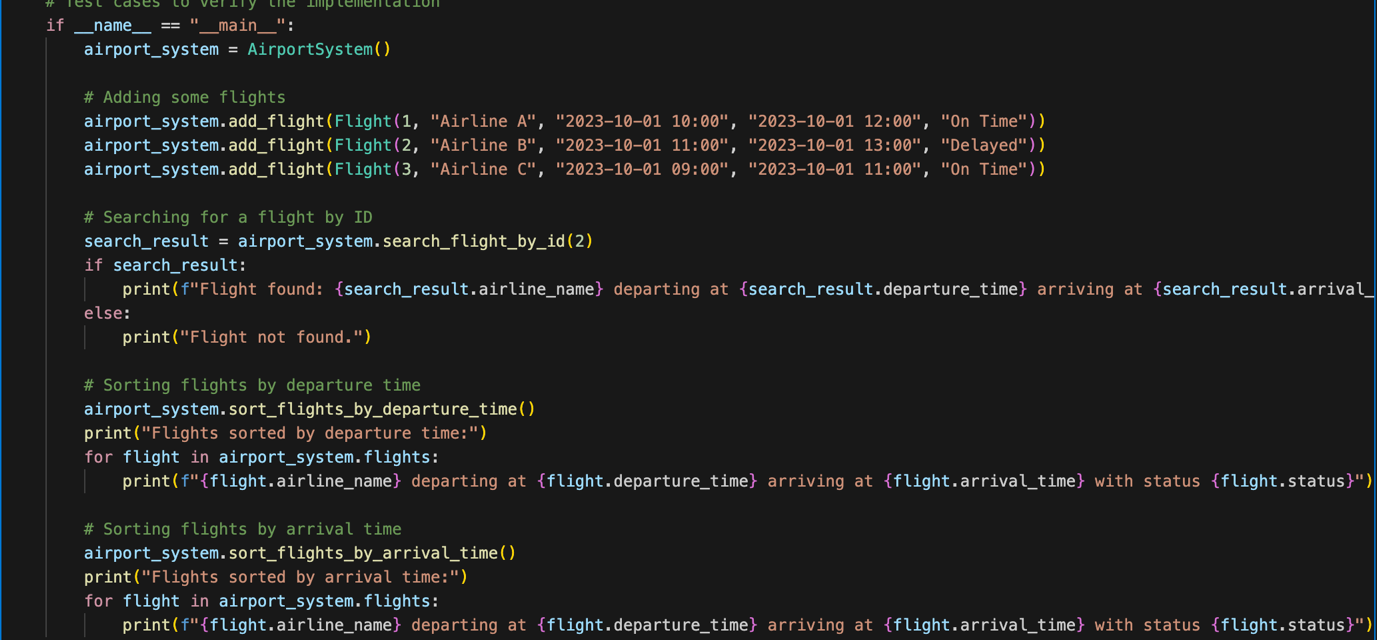 # Test cases to verify the implementation
if __name__ == "__main__":
    airport_system = AirportSystem()
    # Adding some flights
    airport_system.add_flight(Flight(1, "Airline A", "2023-10-01 10:00", "2023-10-01 12:00", "On Time"))
    airport_system.add_flight(Flight(2, "Airline B", "2023-10-01 11:00", "2023-10-01 13:00", "Delayed"))
    airport_system.add_flight(Flight(3, "Airline C", "2023-10-01 09:00", "2023-10-01 11:00", "On Time"))
    # Searching for a flight by ID
    search_result = airport_system.search_flight_by_id(2)
    if search_result:
        print(f"Flight found: {search_result.airline_name} departing at {search_result.departure_time} arriving at {search_result.arrival_
    else:
        print("Flight not found.")
    # Sorting flights by departure time
    airport_system.sort_flights_by_departure_time()
    print("Flights sorted by departure time:")
    for flight in airport_system.flights:
        print(f"{flight.airline_name} departing at {flight.departure_time} arriving at {flight.arrival_time} with status {flight.status}")
    # Sorting flights by arrival time
    airport_system.sort_flights_by_arrival_time()
    print("Flights sorted by arrival time:")
    for flight in airport_system.flights:
        print(f"{flight.airline_name} departing at {flight.departure_time} arriving at {flight.arrival_time} with status {flight.status}")